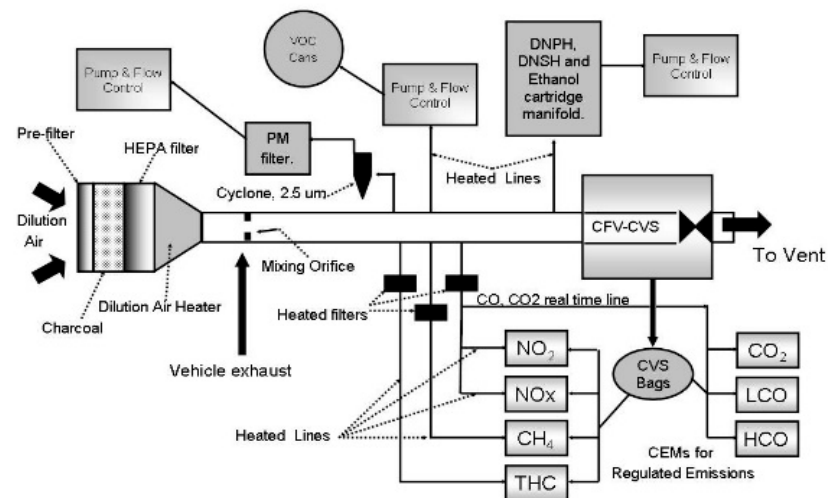 VOC
Cans
DNPH,
DNSH and
Ethanol
cartridge
manifold.
Pump & Flow
Control
Pump & Flow
Control
Pump & Flow
Control
Pre-filter
HEPA filter
PM
filter.
Cyclone, 2.5 um
Heated Lines
Dilution
Air
CFV-CVS
To Vent
Mixing Orifice
Dilution Air Heater
Charcoal
Heated filters
CO, CO2 real time line
Vehicle exhaust
NO2
CVS
Bags
CO2
NOx
LCO
Heated Lines
CH4
HCO
CEMs for
Regulated Emissions
THC